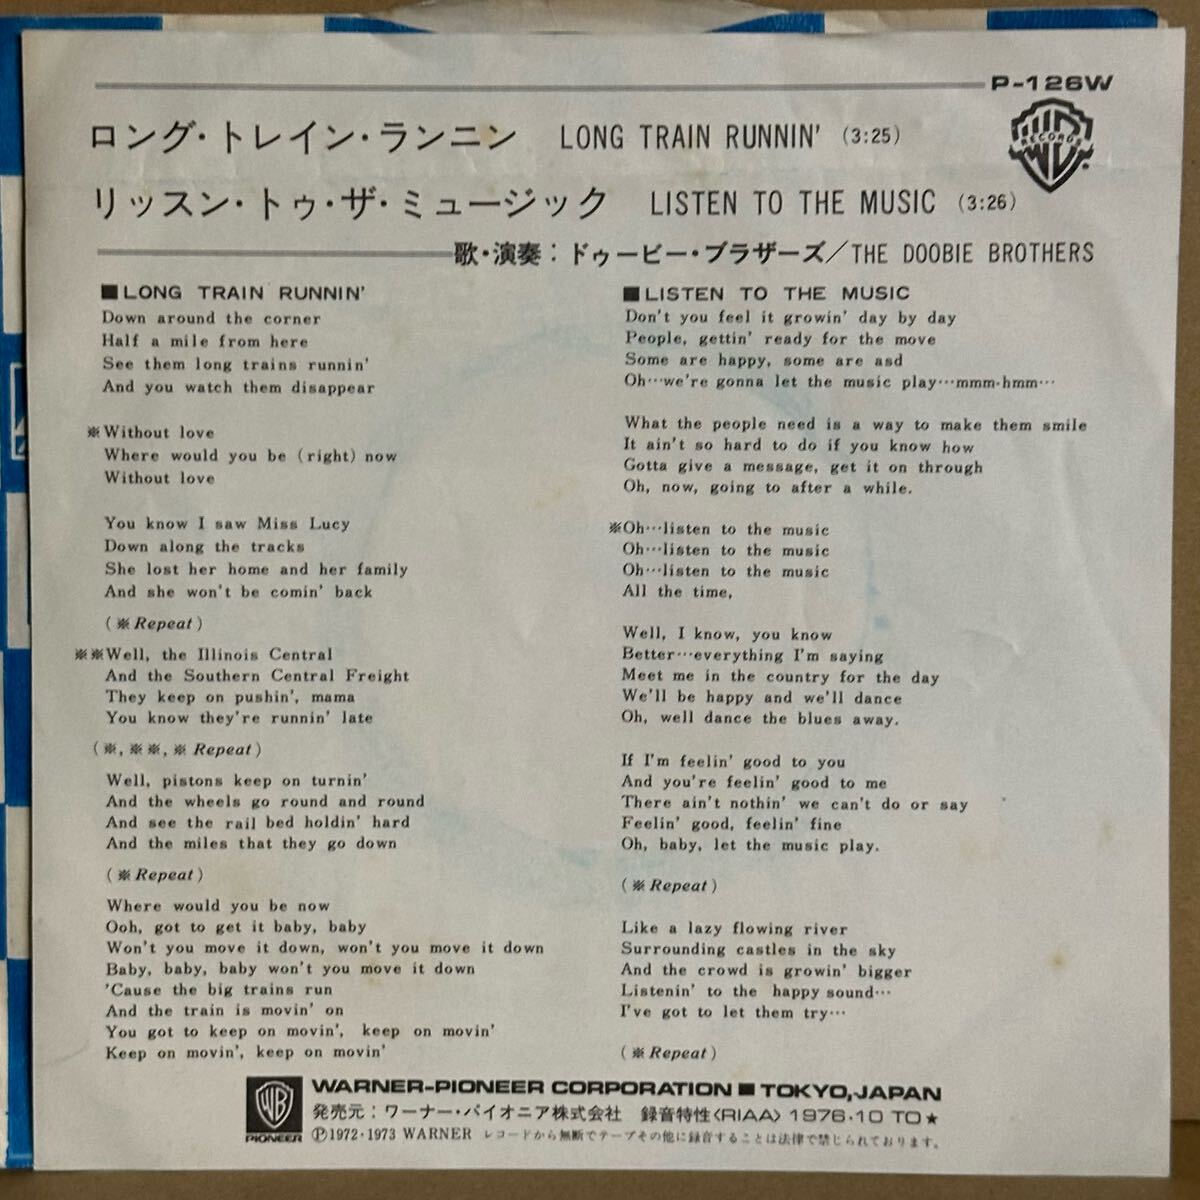 P-126W
ロング・トレイン・ランニン LONG TRAIN RUNNIN' (3:25)
RECORDS
リッスン・トゥ・ザ・ミュージック LISTEN TO THE MUSIC (3:26)
歌・演奏：ドゥービー・ブラザーズ／THE DOOBIE BROTHERS
■LONG TRAIN RUNNIN'
Down around the corner
Half a mile from here
See them long trains runnin'
And you watch them disappear
※Without love
Where would you be (right) now
Without love
You know I saw Miss Lucy
Down along the tracks
She lost her home and her family
And she won't be comin' back
(※Repeat)
※※Well, the Illinois Central
And the Southern Central Freight
They keep on pushin', mama
You know they're runnin' late
(※, ※※, ※ Repeat)
Well, pistons keep on turnin'
And the wheels go round and round
And see the rail bed holdin' hard
And the miles that they go down
(※Repeat)
Where would you be now
Ooh, got to get it baby, baby
Won't you move it down, won't you move it down
Baby, baby, baby won't you move it down
'Cause the big trains run
And the train is movin' on
You got to keep on movin', keep on movin'
Keep on movin', keep on movin'
■LISTEN TO THE MUSIC
Don't you feel it growin' day by day
People, gettin' ready for the move
Some are happy, some are asd
Oh…we're gonna let the music play…mmm-hmm…
What the people need is a way to make them smile
It ain't so hard to do if you know how
Gotta give a message, get it on through
Oh, now, going to after a while.
※Oh…listen to the music
Oh…listen to the music
Oh…listen to the music
All the time,
Well, I know, you know
Better…everything I'm saying
Meet me in the country for the day
We'll be happy and we'll dance
Oh, well dance the blues away.
If I'm feelin' good to you
And you're feelin' good to me
There ain't nothin' we can't do or say
Feelin' good, feelin' fine
Oh, baby, let the music play.
(※Repeat)
Like a lazy flowing river
Surrounding castles in the sky
And the crowd is growin' bigger
Listenin' to the happy sound…
I've got to let them try…
(※Repeat)
PIONEER
WARNER-PIONEER CORPORATION ■ TOKYO, JAPAN
発売元：ワーナー・パイオニア株式会社 録音特性〈RIAA〉1976・10 TO★
Ⓟ1972・1973 WARNER レコードから無断でテープその他に録音することは法律で禁じられております。